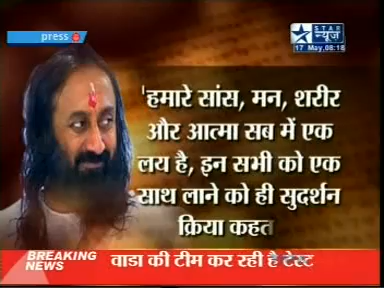 press
STAR
न्यूज़
17 May, 08:18
'हमारे सांस, मन, शरीर
और आत्मा सब में एक
लय है, इन सभी को एक
साथ लाने को ही सुदर्शन
क्रिया कहत
BREAKING
NEWS
वाडा की टीम कर रही है टेस्ट